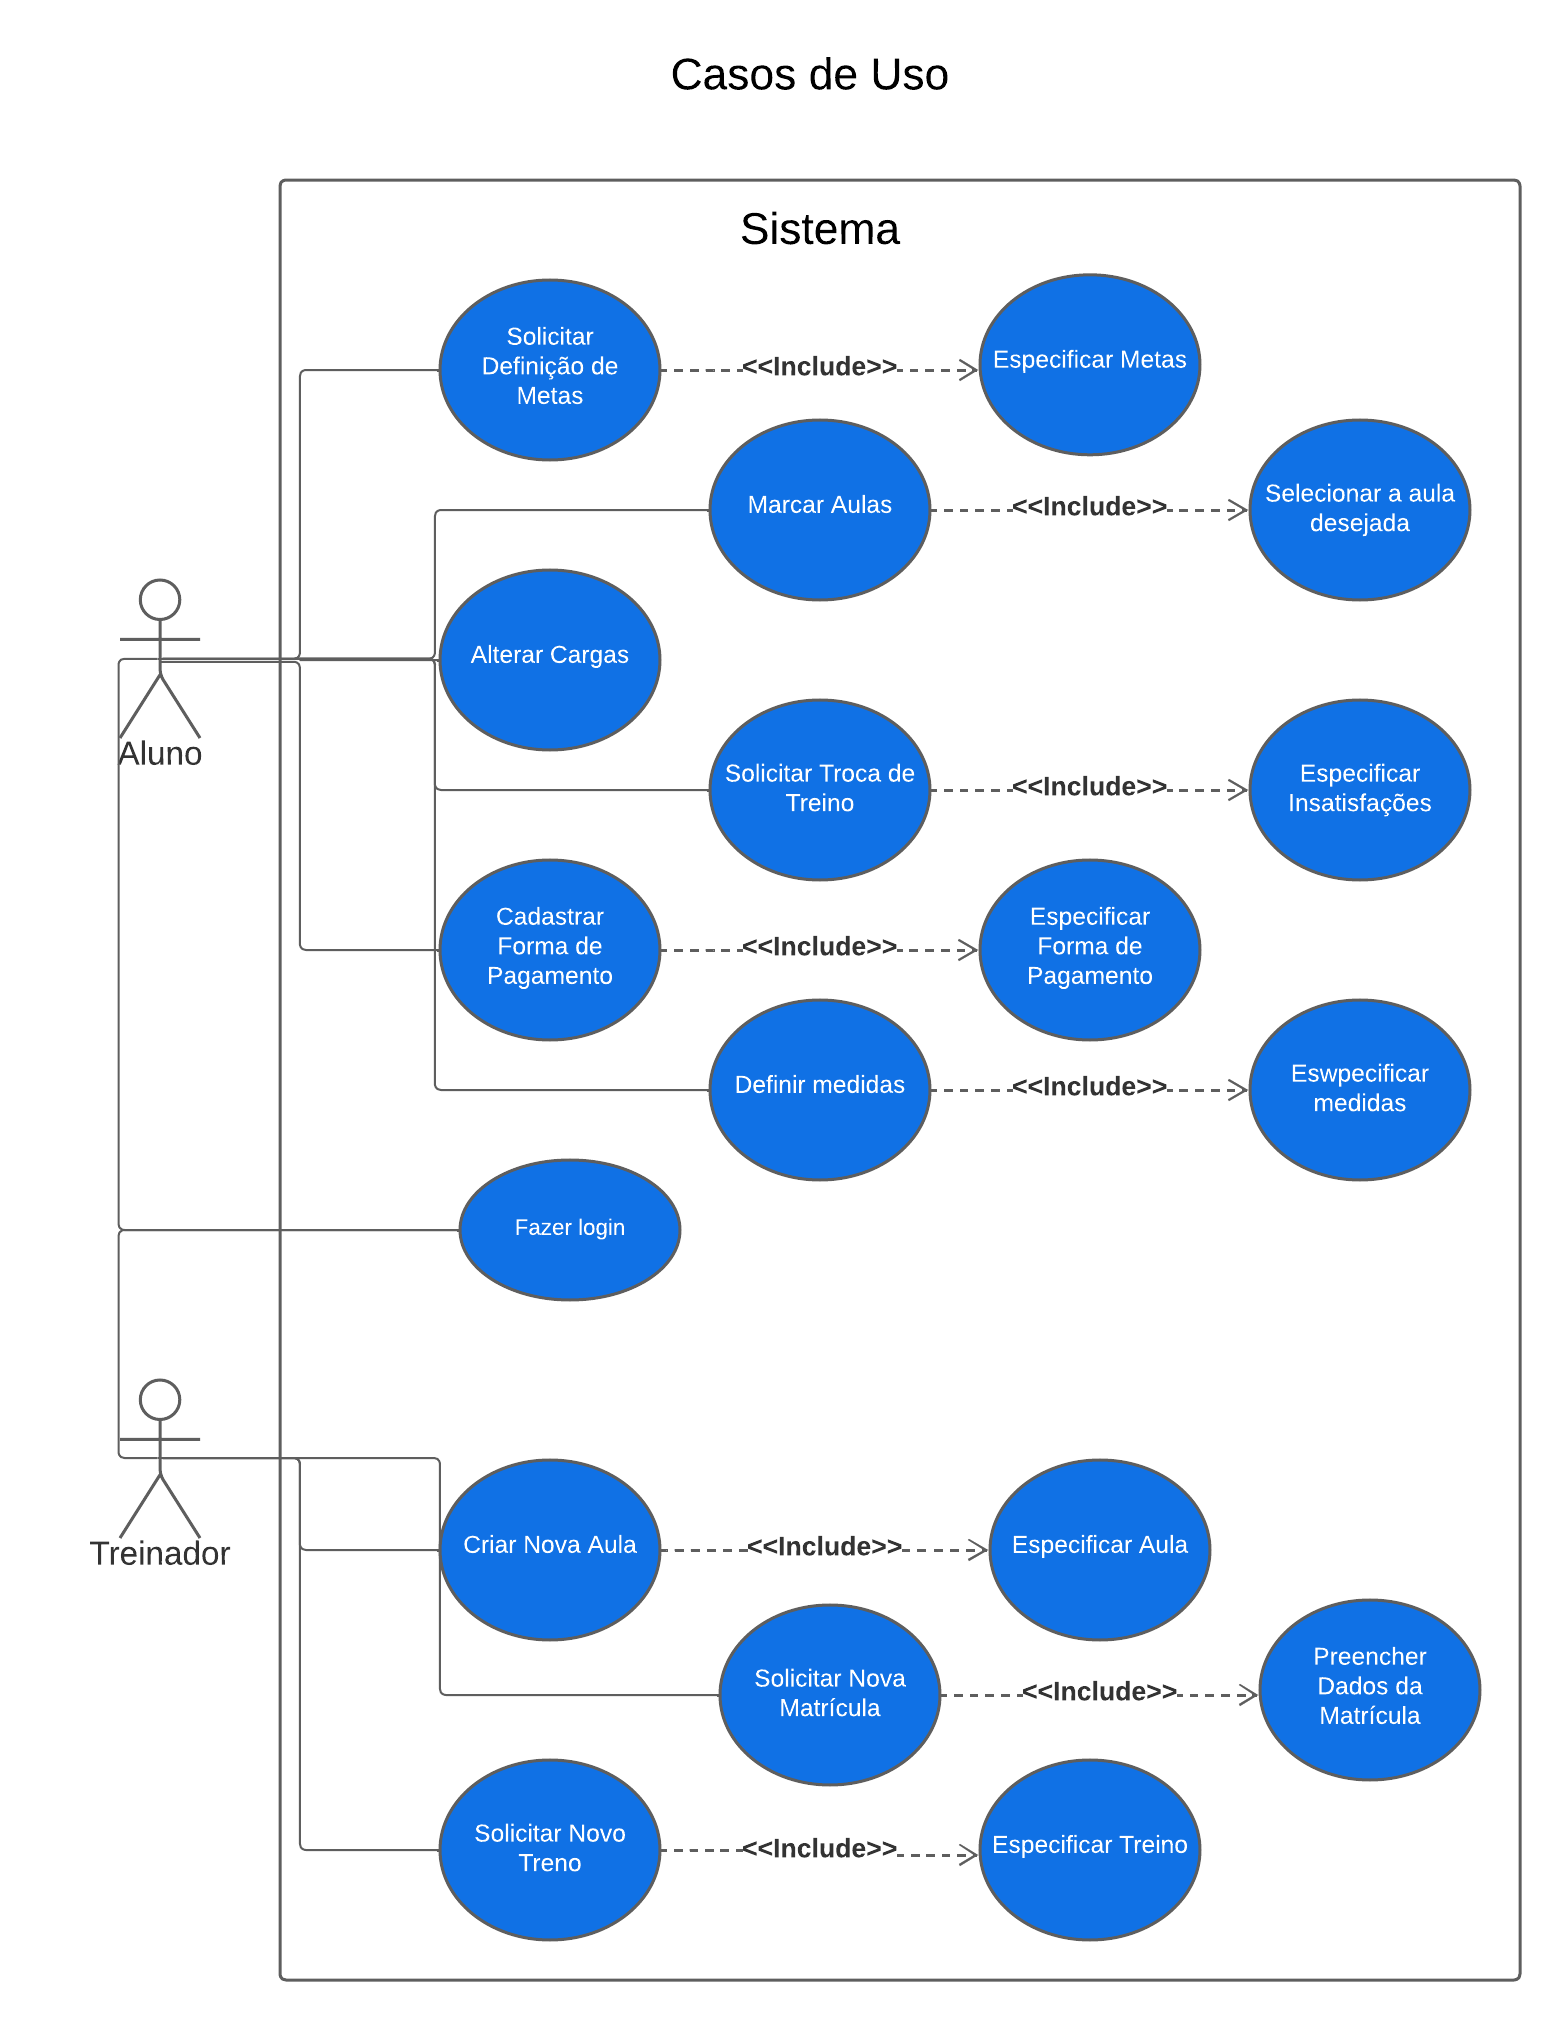 Casos de Uso
Sistema
Solicitar
Definição de
Metas
<<Include>>
Especificar Metas
Marcar Aulas
<<Include>>
Selecionar a aula
desejada
Alterar Cargas
Aluno
Solicitar Troca de
Treino
<<Include>>
Especificar
Insatisfações
Cadastrar
Forma de
Pagamento
<<Include>>
Especificar
Forma de
Pagamento
Definir medidas
<<Include>>
Eswpecificar
medidas
Fazer login
Treinador
Criar Nova Aula
<<Include>>
Especificar Aula
Solicitar Nova
Matrícula
<<Include>>
Preencher
Dados da
Matrícula
Solicitar Novo
Treno
<<Include>>
Especificar Treino